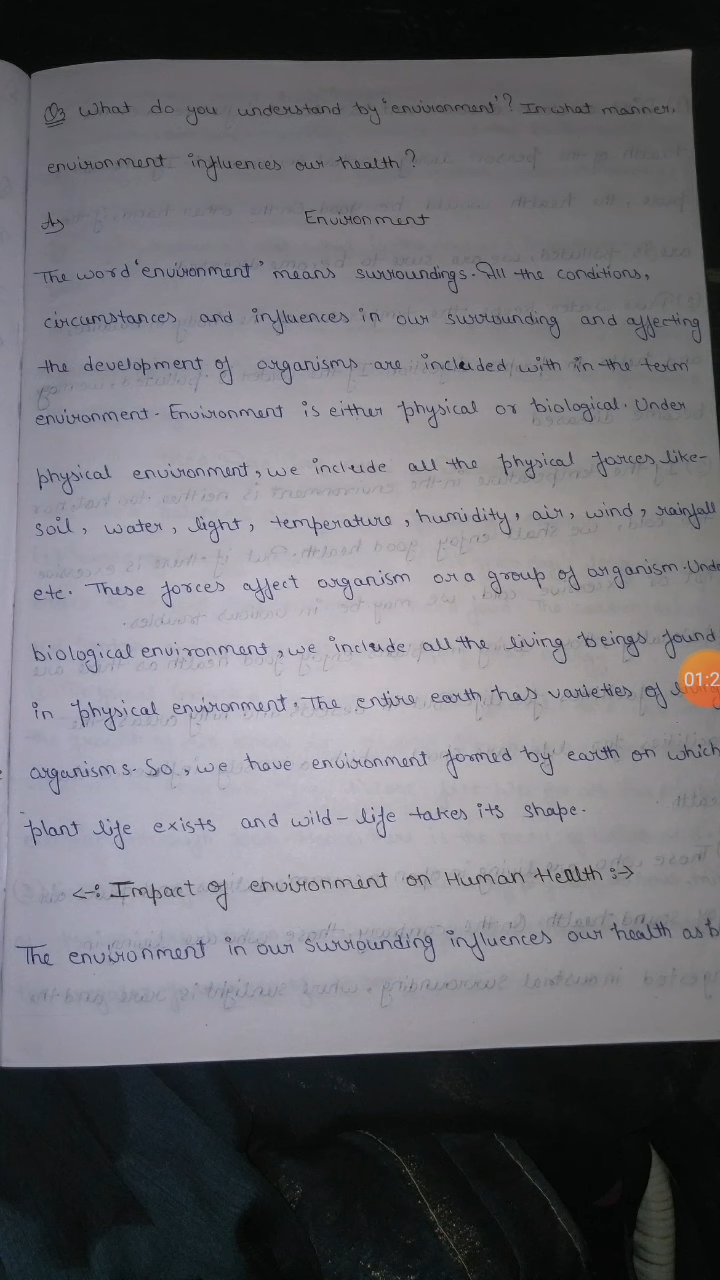 Q3 What do you understand by 'environment'? In what manner,
environment influences our health?
A) Environment
The word 'environment' means surroundings. All the conditions,
circumstances and influences in our surrounding and affecting
the development of organisms are included with in the term
environment. Environment is either physical or biological. Under
physical environment, we include all the physical forces, like-
soil, water, light, temperature, humidity, air, wind, rainfall
etc. These forces affect organism or a group of organism. Unde
biological environment, we include all the living beings found
in physical environment. The entire earth has varieties of
organisms. So, we have environment formed by earth on which
plant life exists and wild-life takes its shape.
<-: Impact of environment on Human Health :->
The environment in our surrounding influences our health as
01:2